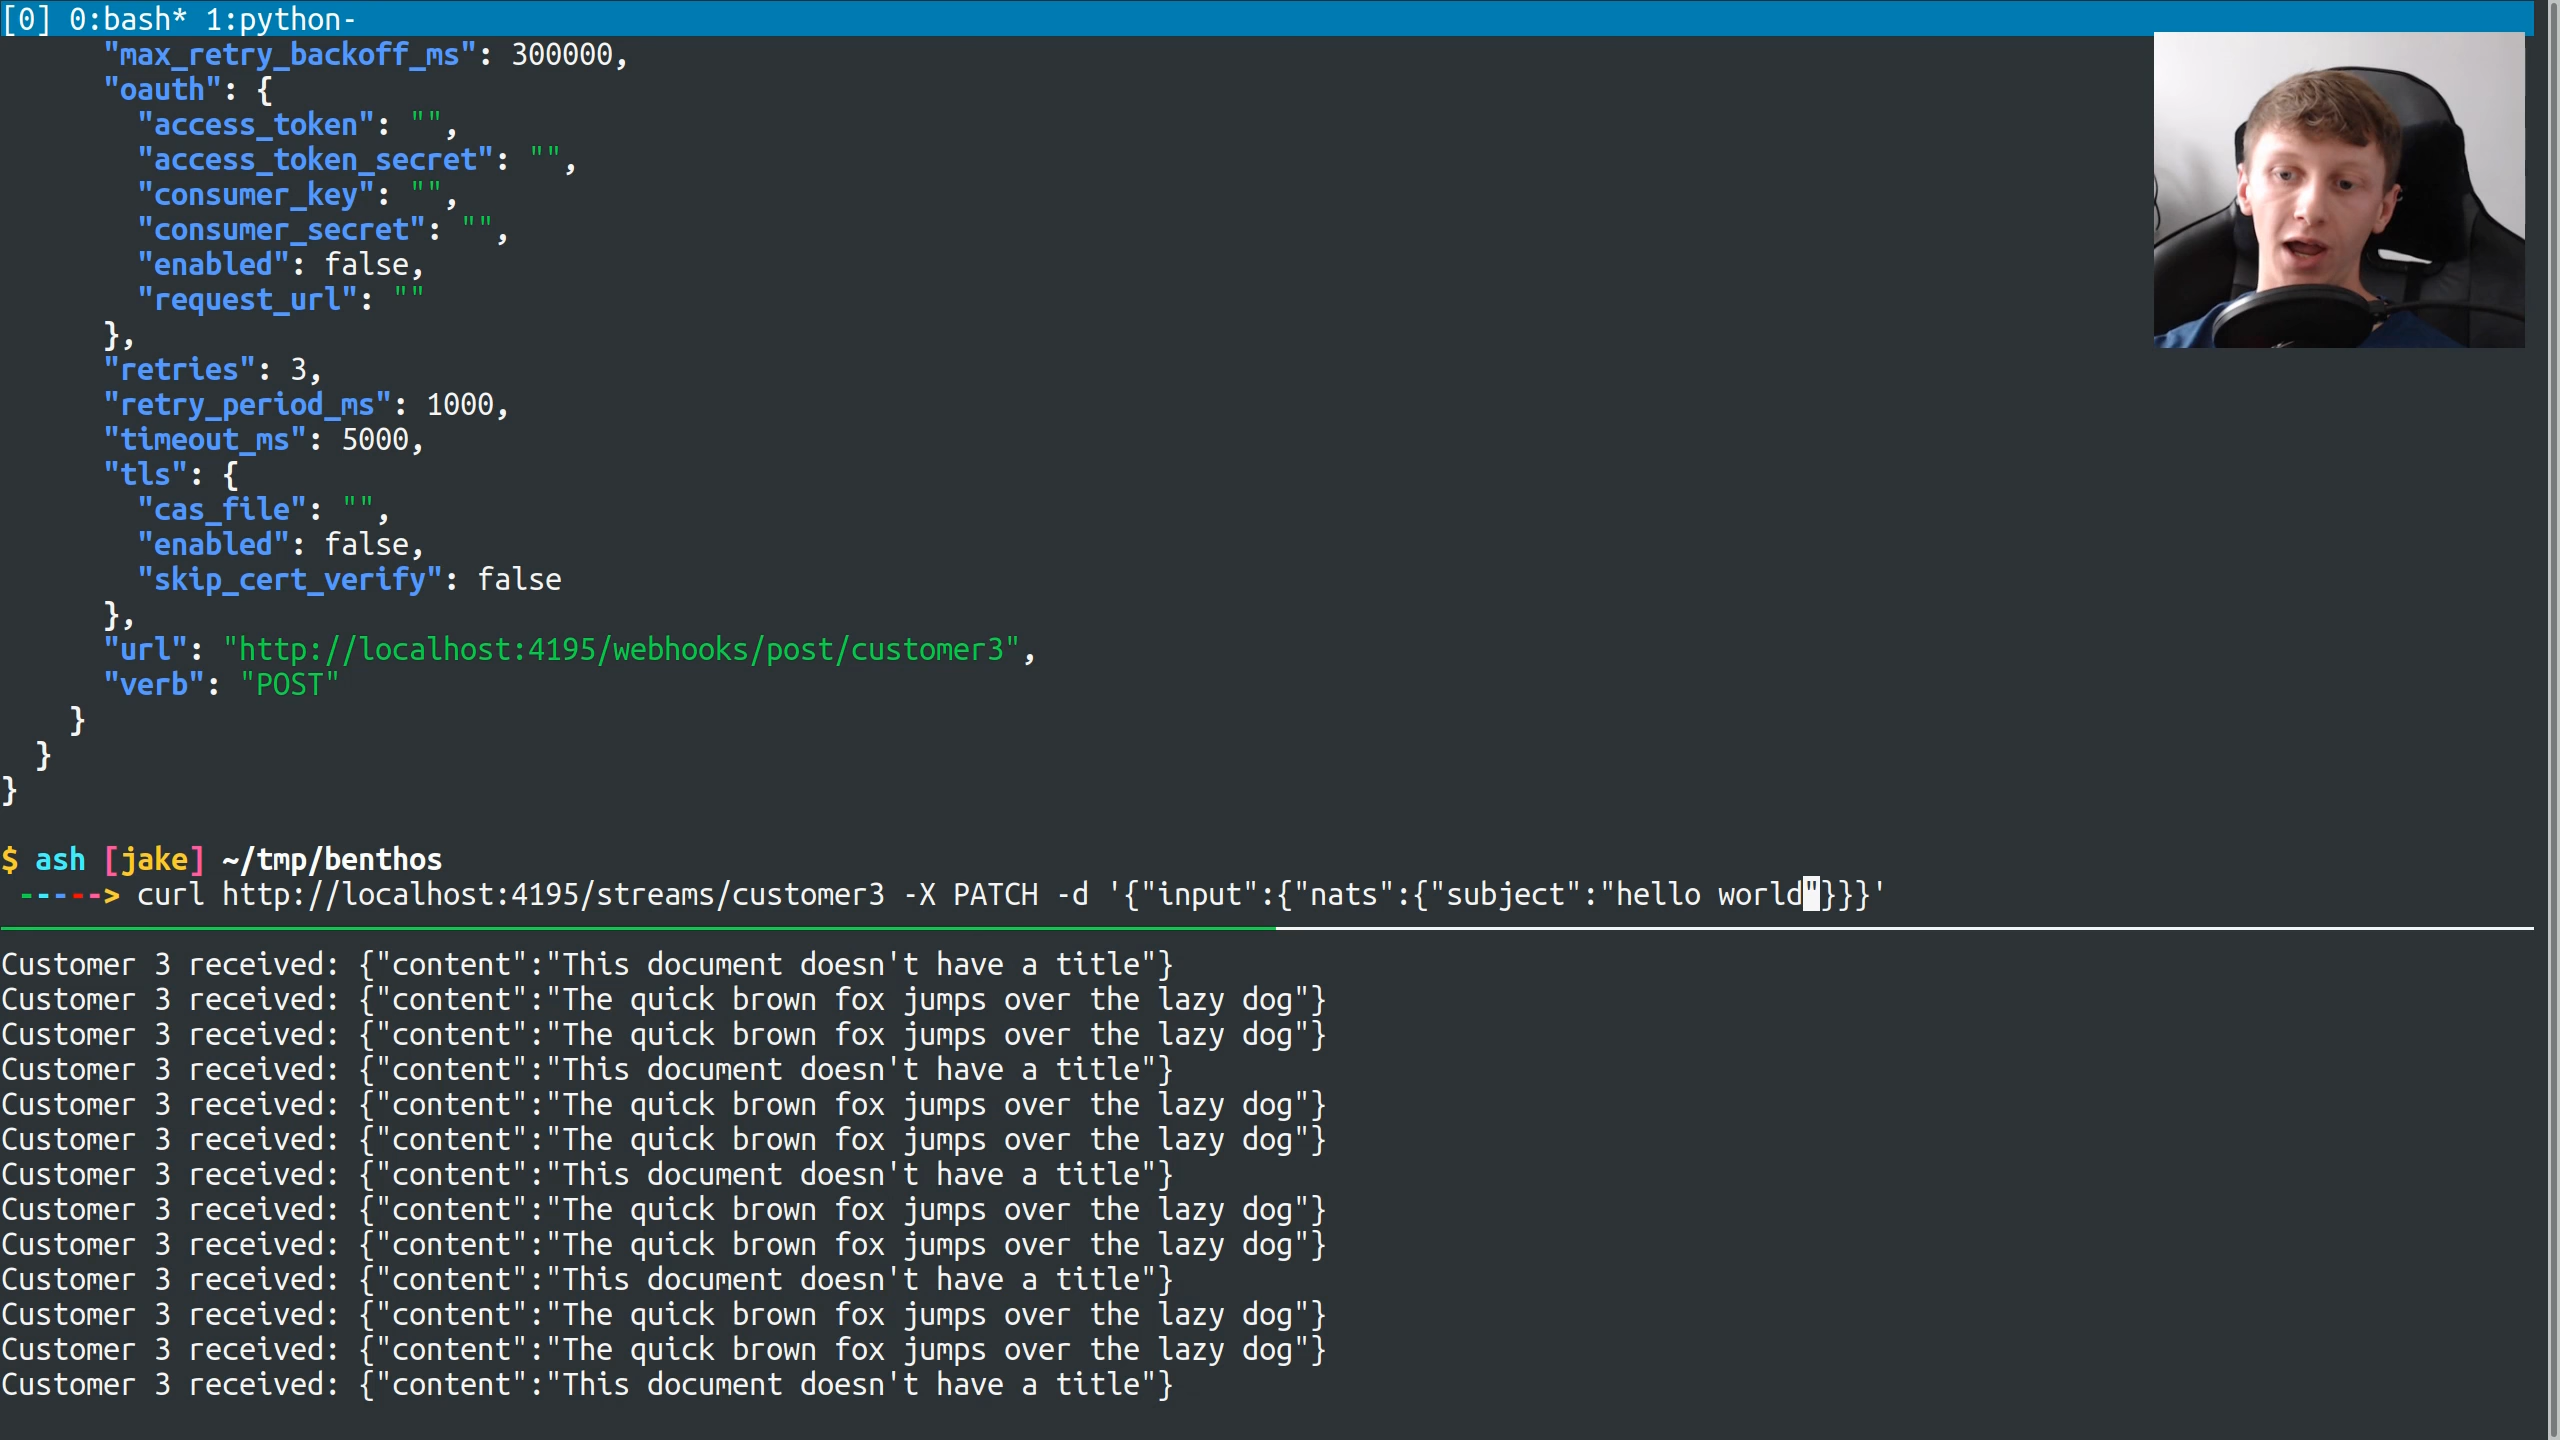 [0] 0:bash* 1:python-
"max_retry_backoff_ms": 300000,
"oauth": {
"access_token": "",
"access_token_secret": "",
"consumer_key": "",
"consumer_secret": "",
"enabled": false,
"request_url": ""
},
"retries": 3,
"retry_period_ms": 1000,
"timeout_ms": 5000,
"tls": {
"cas_file": "",
"enabled": false,
"skip_cert_verify": false
},
"url": "http://localhost:4195/webhooks/post/customer3",
"verb": "POST"
}
}
}
$ ash [jake] ~/tmp/benthos
-----> curl http://localhost:4195/streams/customer3 -X PATCH -d '{"input":{"nats":{"subject":"hello world"}}}'
Customer 3 received: {"content":"This document doesn't have a title"}
Customer 3 received: {"content":"The quick brown fox jumps over the lazy dog"}
Customer 3 received: {"content":"The quick brown fox jumps over the lazy dog"}
Customer 3 received: {"content":"This document doesn't have a title"}
Customer 3 received: {"content":"The quick brown fox jumps over the lazy dog"}
Customer 3 received: {"content":"The quick brown fox jumps over the lazy dog"}
Customer 3 received: {"content":"This document doesn't have a title"}
Customer 3 received: {"content":"The quick brown fox jumps over the lazy dog"}
Customer 3 received: {"content":"The quick brown fox jumps over the lazy dog"}
Customer 3 received: {"content":"This document doesn't have a title"}
Customer 3 received: {"content":"The quick brown fox jumps over the lazy dog"}
Customer 3 received: {"content":"The quick brown fox jumps over the lazy dog"}
Customer 3 received: {"content":"This document doesn't have a title"}